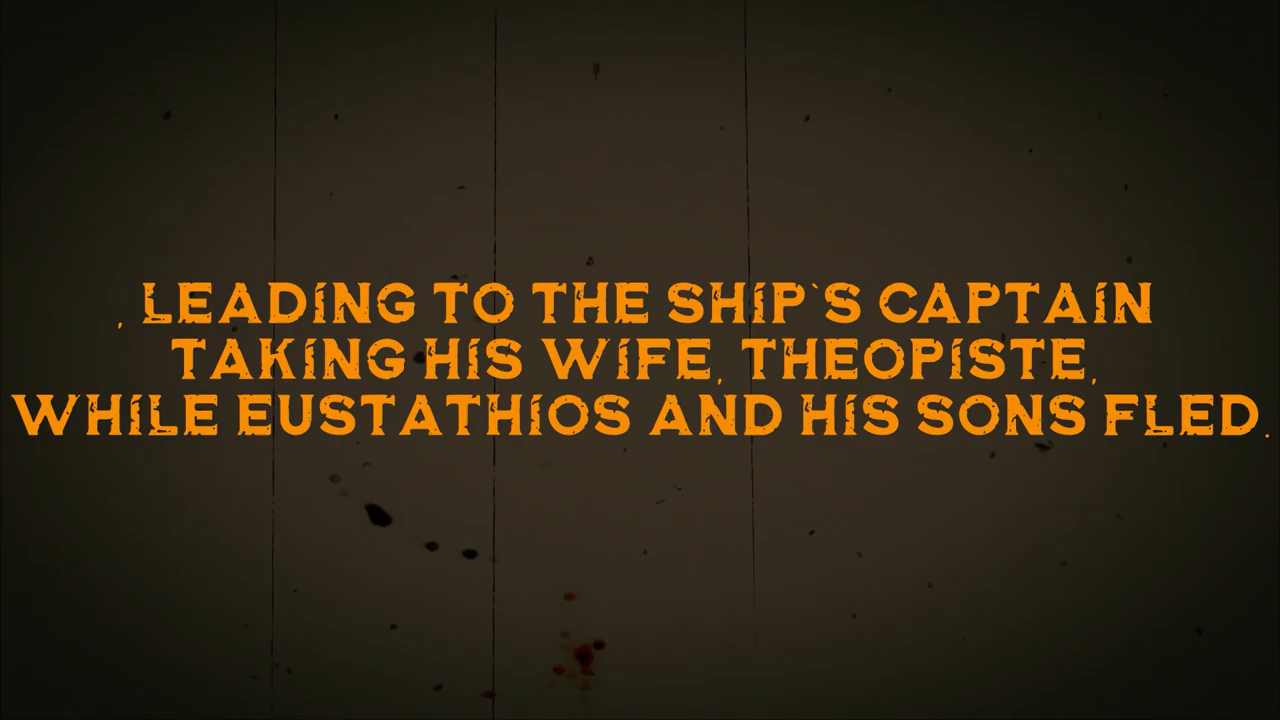 , LEADING TO THE SHIP`S CAPTAIN
TAKING HIS WIFE, THEOPISTE,
WHILE EUSTATHIOS AND HIS SONS FLED.